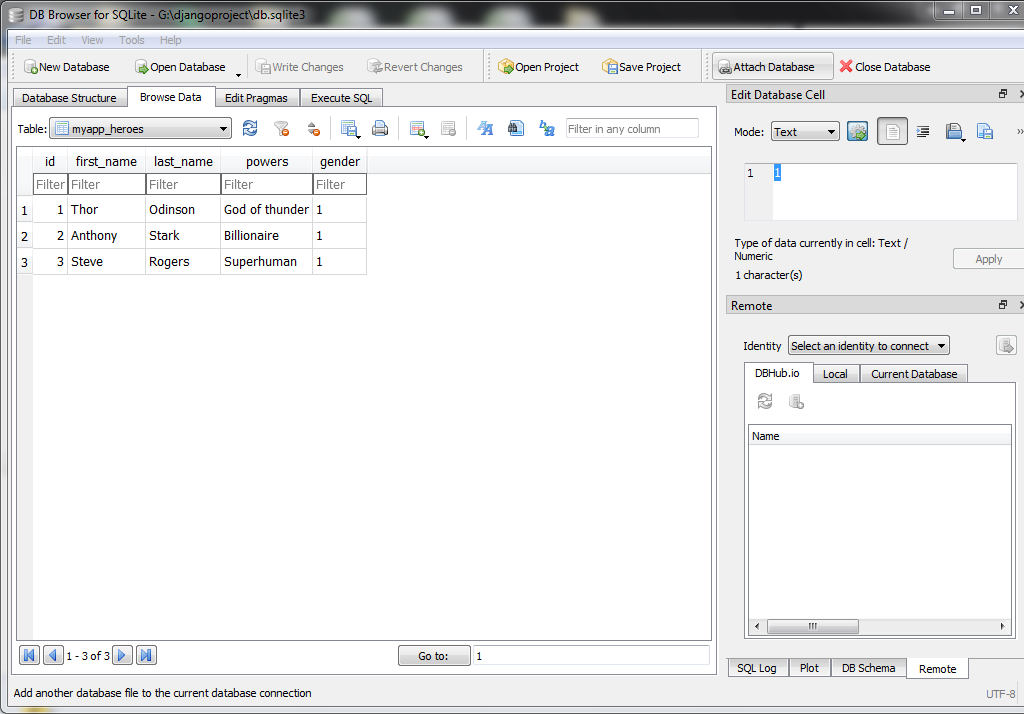 DB Browser for SQLite - G:\djangoproject\db.sqlite3
File Edit View Tools Help
New Database Open Database Write Changes Revert Changes Open Project Save Project Attach Database Close Database
Database Structure Browse Data Edit Pragmas Execute SQL
Table: myapp_heroes Filter in any column
id first_name last_name powers gender
Filter Filter Filter Filter Filter
1 1 Thor Odinson God of thunder 1
2 2 Anthony Stark Billionaire 1
3 3 Steve Rogers Superhuman 1
1 - 3 of 3 Go to: 1
Edit Database Cell
Mode: Text
1 1
Type of data currently in cell: Text /
Numeric
1 character(s)
Apply
Remote
Identity Select an identity to connect
DBHub.io Local Current Database
Name
SQL Log Plot DB Schema Remote
Add another database file to the current database connection
UTF-8